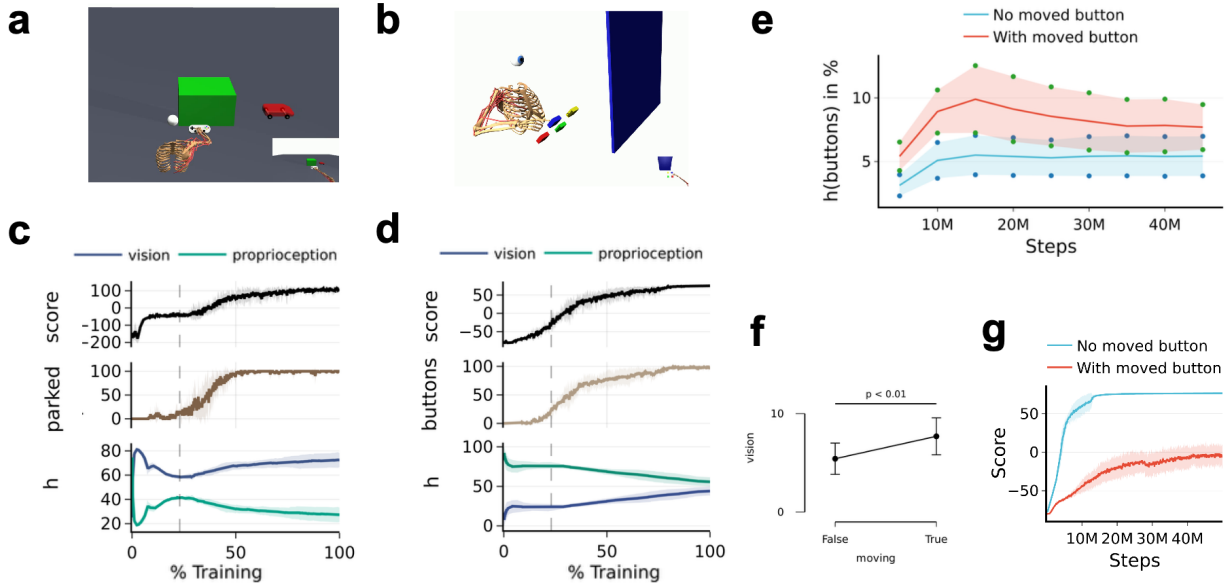 a
b
e
No moved button
With moved button
h(buttons) in %
10
5
10M
20M
30M
40M
Steps
c
vision
proprioception
score
100
0
−100
−200
parked
100
50
0
h
80
60
40
20
0
50
100
% Training
d
vision
proprioception
score
50
0
−50
buttons
100
50
0
h
100
50
0
0
50
100
% Training
f
p < 0.01
vision
10
0
False
True
moving
g
No moved button
With moved button
Score
50
0
−50
10M
20M
30M
40M
Steps